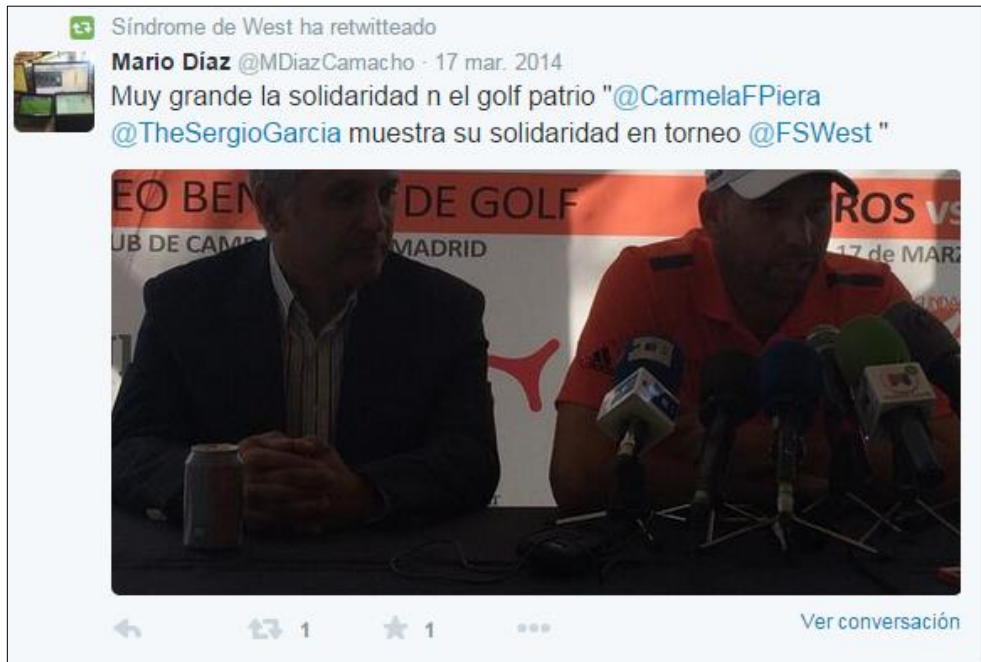 Síndrome de West ha retwitteado
Mario Díaz @MDiazCamacho · 17 mar. 2014
Muy grande la solidaridad n el golf patrio "@CarmelaFPiera
@TheSergioGarcia muestra su solidaridad en torneo @FSWest "
EO BEN DE GOLF
UB DE CAM MADRID
ROS vs
17 de MARZ
adidas
1
1
Ver conversación